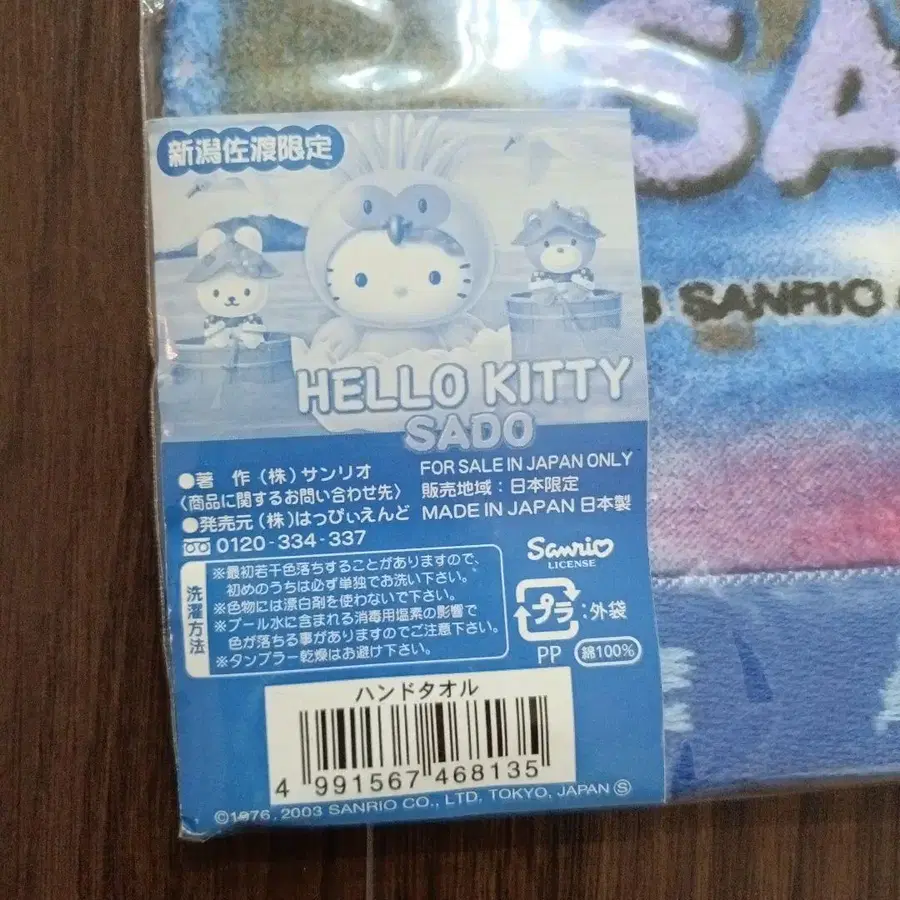 新潟佐渡限定
HELLO KITTY
SADO
●著　作（株）サンリオ
〈商品に関するお問い合わせ先〉
●発売元（株）はっぴぃえんど
0120-334-337
FOR SALE IN JAPAN ONLY
販売地域：日本限定
MADE IN JAPAN 日本製
洗濯方法
※最初若干色落ちすることがありますので、
初めのうちは必ず単独でお洗い下さい。
※色物には漂白剤を使わないで下さい。
※プール水に含まれる消毒用塩素の影響で
色が落ちる事がありますのでご注意下さい。
※タンブラー乾燥はお避け下さい。
Sanrio
LICENSE
プラ：外袋
PP 綿100%
ハンドタオル
4 991567 468135
©1976, 2003 SANRIO CO., LTD. TOKYO, JAPAN Ⓢ
SA
3 SANRIO